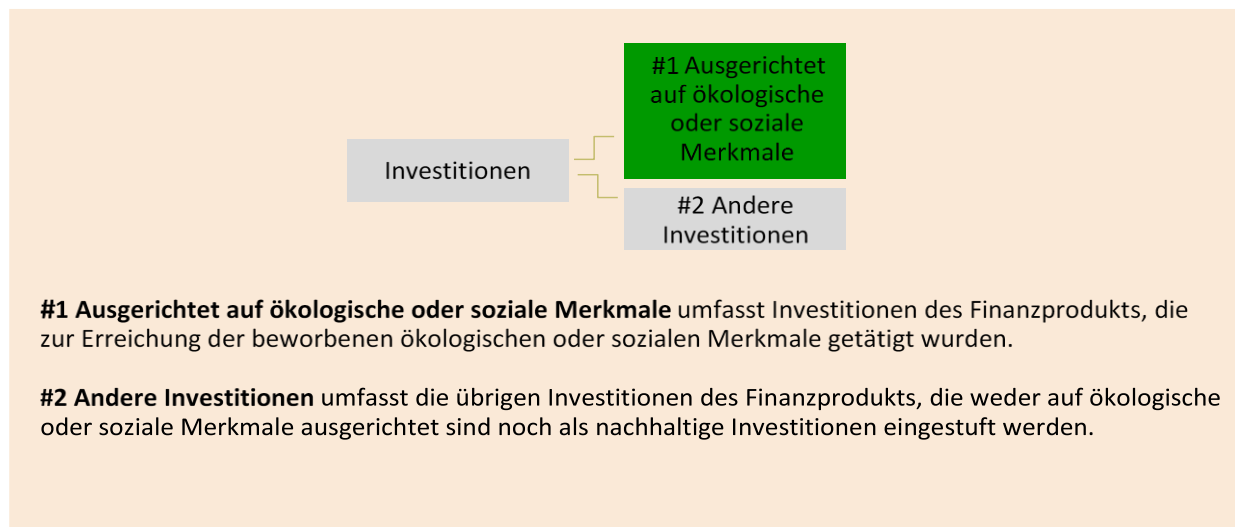 #1 Ausgerichtet
auf ökologische
oder soziale
Merkmale
Investitionen
#2 Andere
Investitionen
#1 Ausgerichtet auf ökologische oder soziale Merkmale umfasst Investitionen des Finanzprodukts, die
zur Erreichung der beworbenen ökologischen oder sozialen Merkmale getätigt wurden.
#2 Andere Investitionen umfasst die übrigen Investitionen des Finanzprodukts, die weder auf ökologische
oder soziale Merkmale ausgerichtet sind noch als nachhaltige Investitionen eingestuft werden.